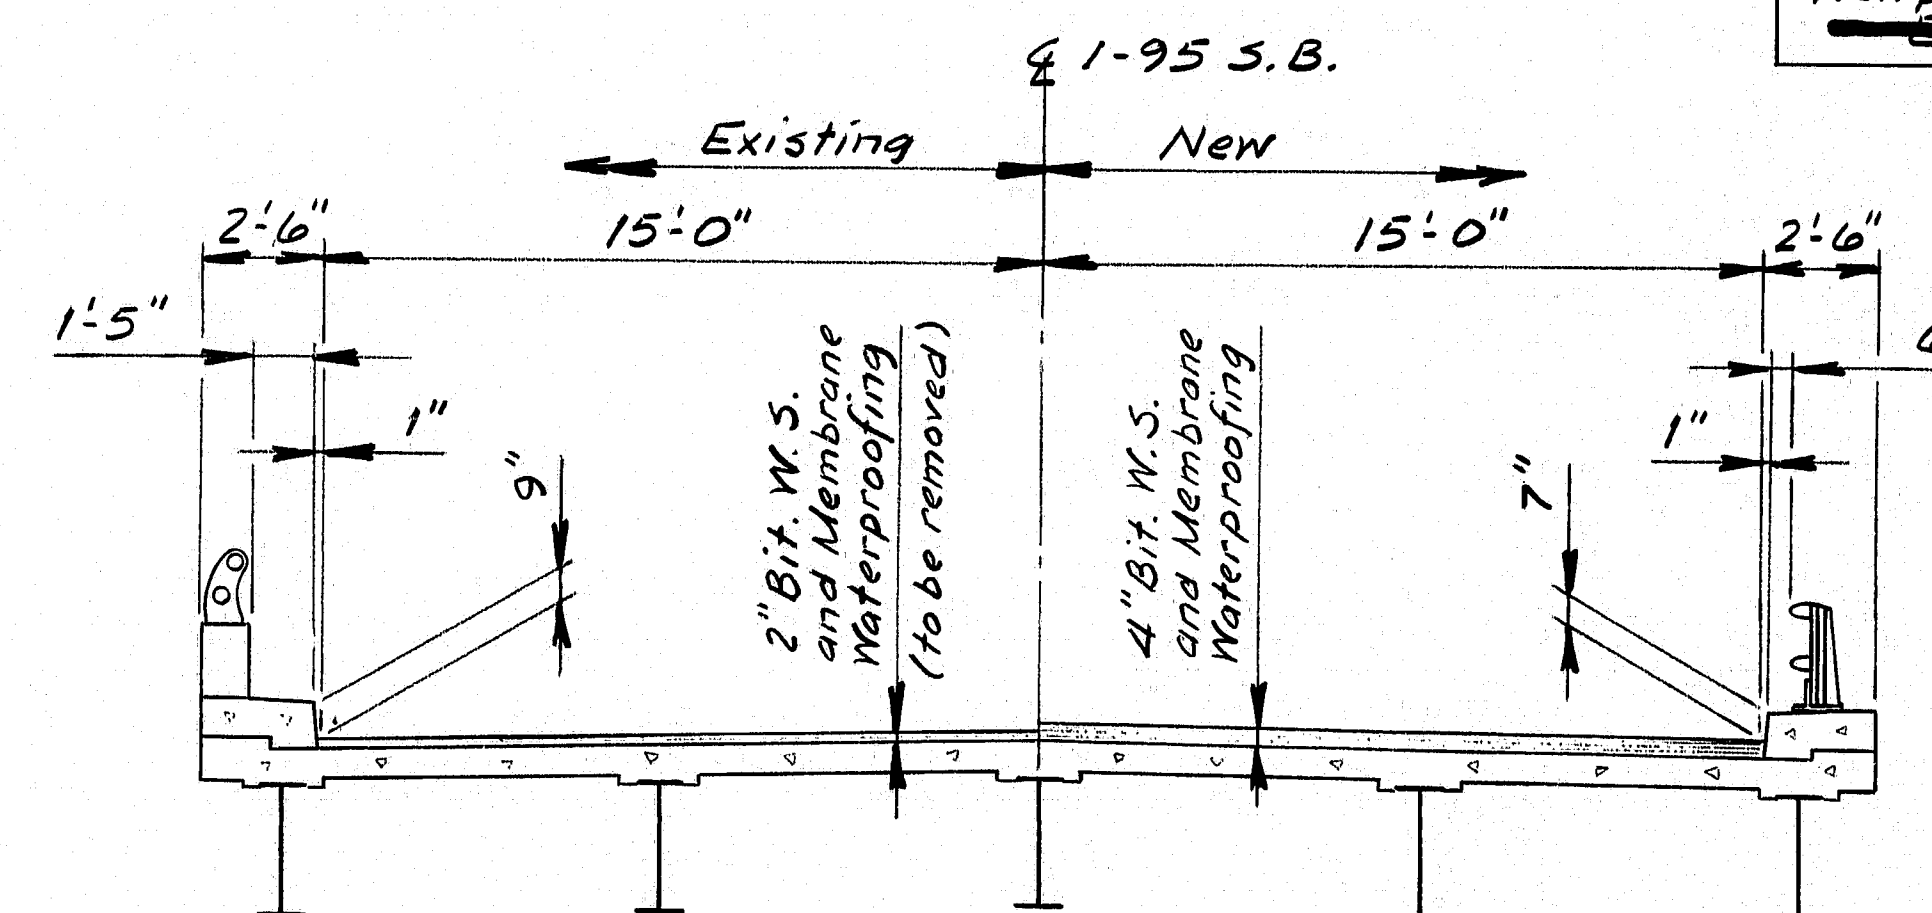 ℄ I-95 S.B.
Existing
New
2'-6"
15'-0"
15'-0"
2'-6"
1'-5"
1"
9"
2" Bit. W.S.
and Membrane
Waterproofing
(to be removed)
4" Bit. W.S.
and Membrane
Waterproofing
7"
1"